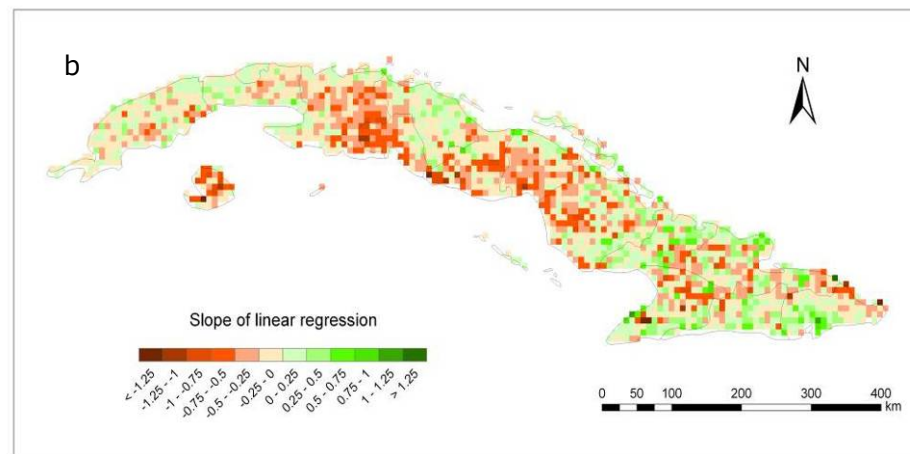 b
N
Slope of linear regression
< -1.25
-1.25 - -1
-1 - -0.75
-0.75 - -0.5
-0.5 - -0.25
-0.25 - 0
0 - 0.25
0.25 - 0.5
0.5 - 0.75
0.75 - 1
1 - 1.25
> 1.25
0 50 100 200 300 400
km